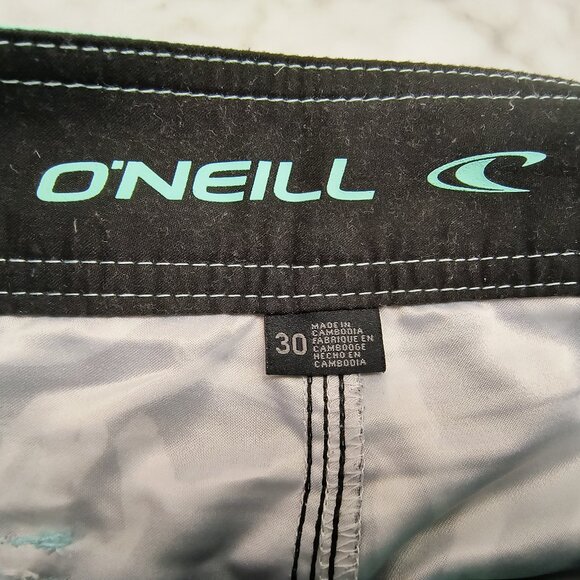 O'NEILL
30
MADE IN
CAMBODIA
FABRIQUE EN
CAMBODGE
HECHO EN
CAMBODIA